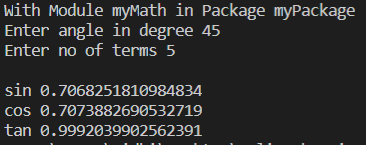 With Module myMath in Package myPackage
Enter angle in degree 45
Enter no of terms 5
sin 0.7068251810984834
cos 0.7073882690532719
tan 0.9992039902562391